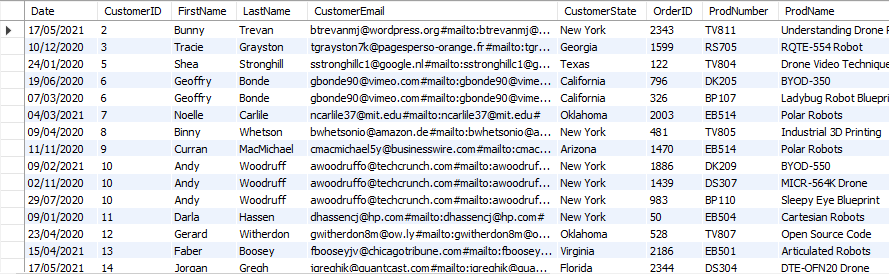 Date CustomerID FirstName LastName CustomerEmail CustomerState OrderID ProdNumber ProdName
17/05/2021 2 Bunny Trevan btrevanmj@wordpress.org#mailto:btrevanmj@... New York 2343 TV811 Understanding Drone
10/12/2020 3 Tracie Grayston tgrayston7k@pagesperso-orange.fr#mailto:tgr... Georgia 1599 RS705 RQTE-554 Robot
24/01/2021 5 Shea Stronghill sstronghillc1@google.nl#mailto:sstronghillc1@g... Texas 122 TV804 Drone Video Technique
19/06/2021 6 Geoffry Bonde gbonde90@vimeo.com#mailto:gbonde90@vime... California 796 DK205 BYOD-350
07/03/2020 6 Geoffry Bonde gbonde90@vimeo.com#mailto:gbonde90@vime... California 326 BP107 Ladybug Robot Blueprin
04/03/2021 7 Noelle Carlile ncarlile37@mit.edu#mailto:ncarlile37@mit.edu# Oklahoma 2003 EB514 Polar Robots
09/04/2020 8 Binny Whetson bwhetsonio@amazon.de#mailto:bwhetsonio@a... New York 481 TV805 Industrial 3D Printing
11/11/2020 9 Curran MacMichael cmacmichael5y@businesswire.com#mailto:cmac... Arizona 1470 EB514 Polar Robots
09/02/2021 10 Andy Woodruff awoodruffo@techcrunch.com#mailto:awoodruf... New York 1886 DK209 BYOD-550
02/11/2020 10 Andy Woodruff awoodruffo@techcrunch.com#mailto:awoodruf... New York 1439 DS307 MICR-564K Drone
29/07/2020 10 Andy Woodruff awoodruffo@techcrunch.com#mailto:awoodruf... New York 983 BP110 Sleepy Eye Blueprint
09/01/2020 11 Darla Hassen dhassencj@hp.com#mailto:dhassencj@hp.com# New York 50 EB504 Cartesian Robots
23/04/2020 12 Gerard Witherdon gwitherdon8m@ow.ly#mailto:gwitherdon8m@o... Oklahoma 528 TV807 Open Source Code
15/04/2021 13 Faber Boosey fbooseyjv@chicagotribune.com#mailto:fboosey... Virginia 2186 EB501 Articulated Robots
17/05/2021 14 Jorgan Gregh jgreghjk@quantcast.com#mailto:jgreghjk@qua... Florida 2344 DS301 DTE-OFN20 Drone